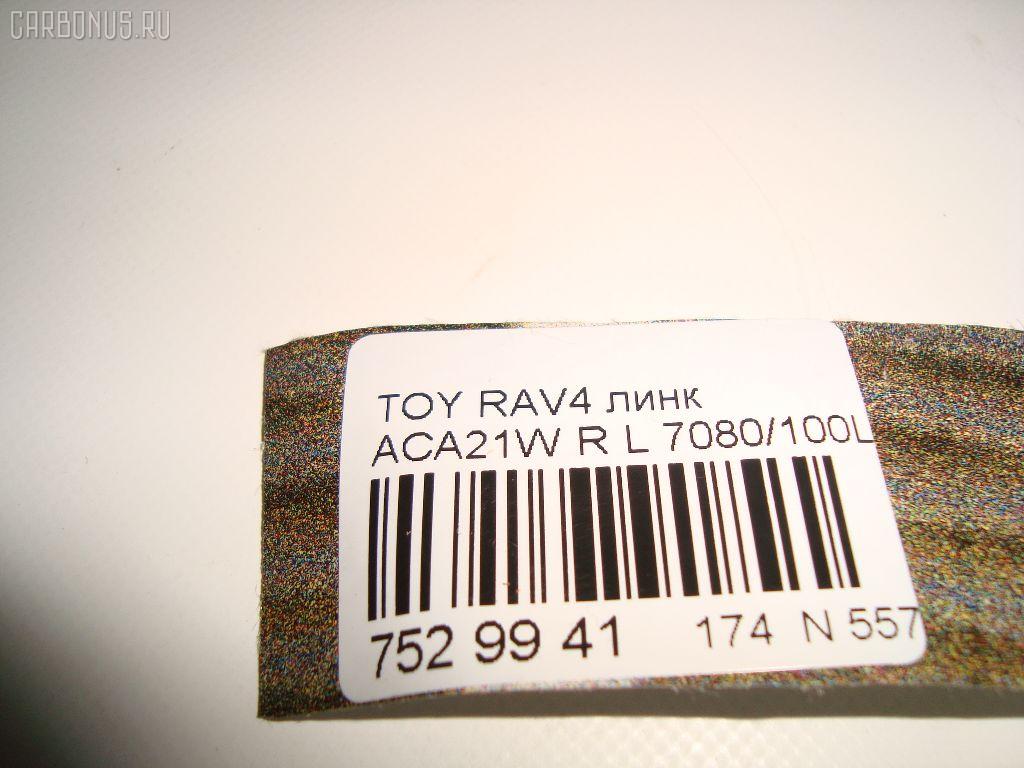 CARBONUS.RU
TOY RAV4 линк
ACA21W R L 7080/100L
752 99 41 174 N 557